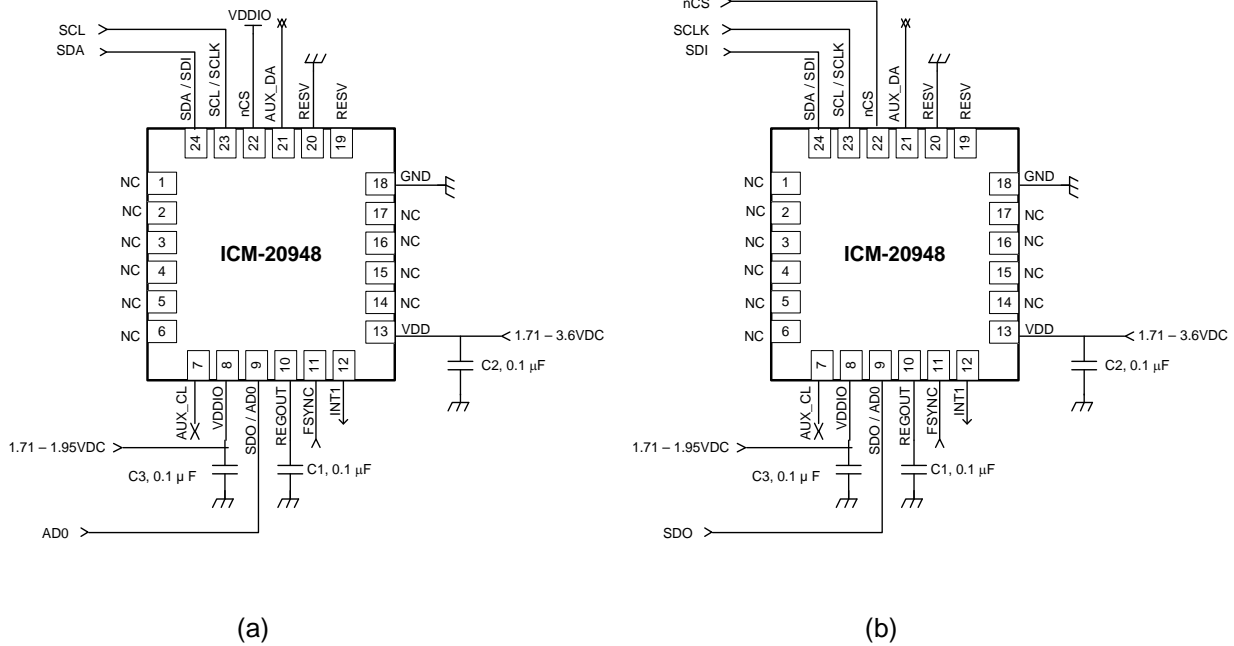 SCL
SDA
VDDIO
SDA / SDI
SCL / SCLK
nCS
AUX_DA
RESV
RESV
24
23
22
21
20
19
NC 1
NC 2
NC 3
NC 4
NC 5
NC 6
ICM-20948
18 GND
17 NC
16 NC
15 NC
14 NC
13 VDD
1.71 – 3.6VDC
C2, 0.1 µF
7
8
9
10
11
12
AUX_CL
VDDIO
SDO / AD0
REGOUT
FSYNC
INT1
1.71 – 1.95VDC
C3, 0.1 µ F
C1, 0.1 µF
AD0
(a)
nCS
SCLK
SDI
SDA / SDI
SCL / SCLK
nCS
AUX_DA
RESV
RESV
24
23
22
21
20
19
NC 1
NC 2
NC 3
NC 4
NC 5
NC 6
ICM-20948
18 GND
17 NC
16 NC
15 NC
14 NC
13 VDD
1.71 – 3.6VDC
C2, 0.1 µF
7
8
9
10
11
12
AUX_CL
VDDIO
SDO / AD0
REGOUT
FSYNC
INT1
1.71 – 1.95VDC
C3, 0.1 µ F
C1, 0.1 µF
SDO
(b)